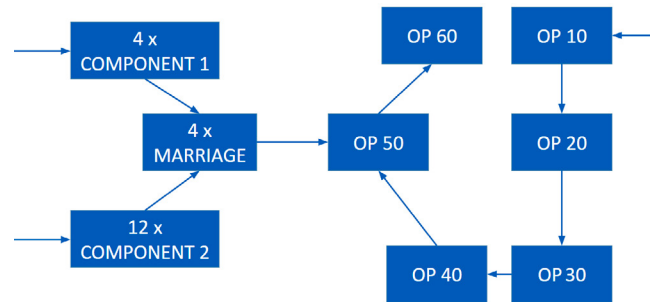 4 x
COMPONENT 1
4 x
MARRIAGE
12 x
COMPONENT 2
OP 60
OP 10
OP 50
OP 20
OP 40
OP 30